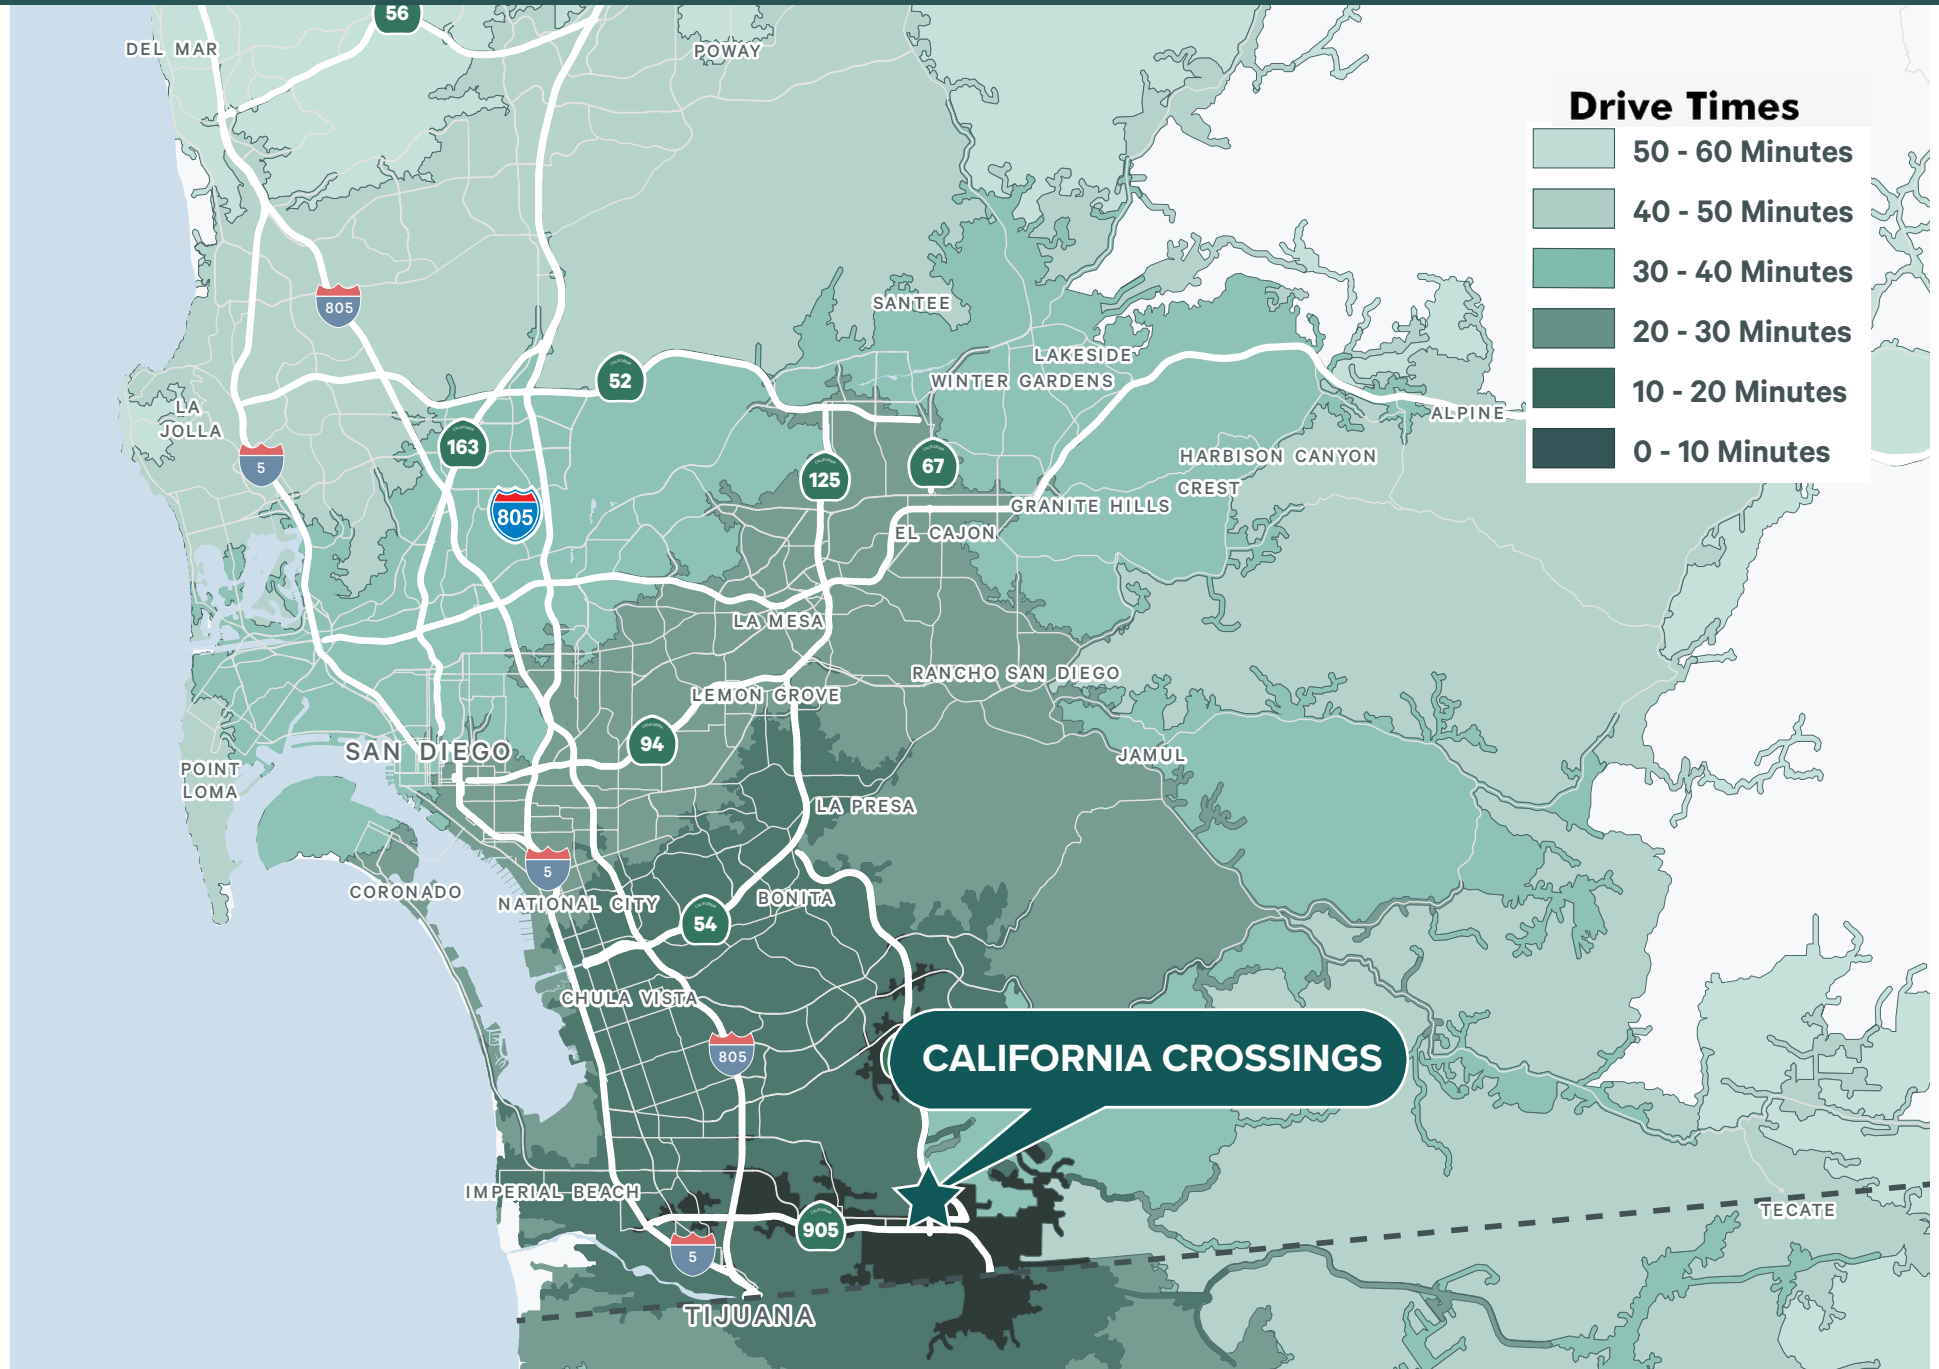 56
DEL MAR
POWAY
Drive Times
50 - 60 Minutes
40 - 50 Minutes
30 - 40 Minutes
20 - 30 Minutes
10 - 20 Minutes
0 - 10 Minutes
805
SANTEE
LAKESIDE
52
WINTER GARDENS
LA
JOLLA
ALPINE
163
5
125
67
HARBISON CANYON
CREST
805
GRANITE HILLS
EL CAJON
LA MESA
RANCHO SAN DIEGO
LEMON GROVE
94
SAN DIEGO
JAMUL
POINT
LOMA
LA PRESA
5
CORONADO
NATIONAL CITY
BONITA
54
CHULA VISTA
805
CALIFORNIA CROSSINGS
IMPERIAL BEACH
905
TECATE
5
TIJUANA